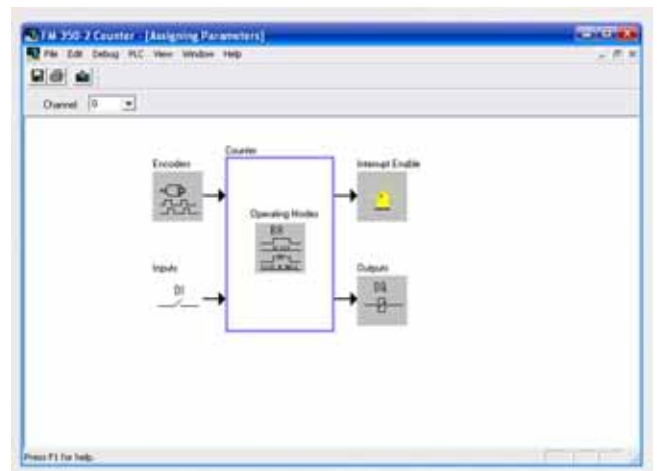 FM 350-2 Counter - [Assigning Parameters]
File Edit Debug PLC View Window Help
Channel: 0
Encoders
Counter
Interrupt Enable
Operating Modes
Inputs
DI
Outputs
DQ
Press F1 for help.